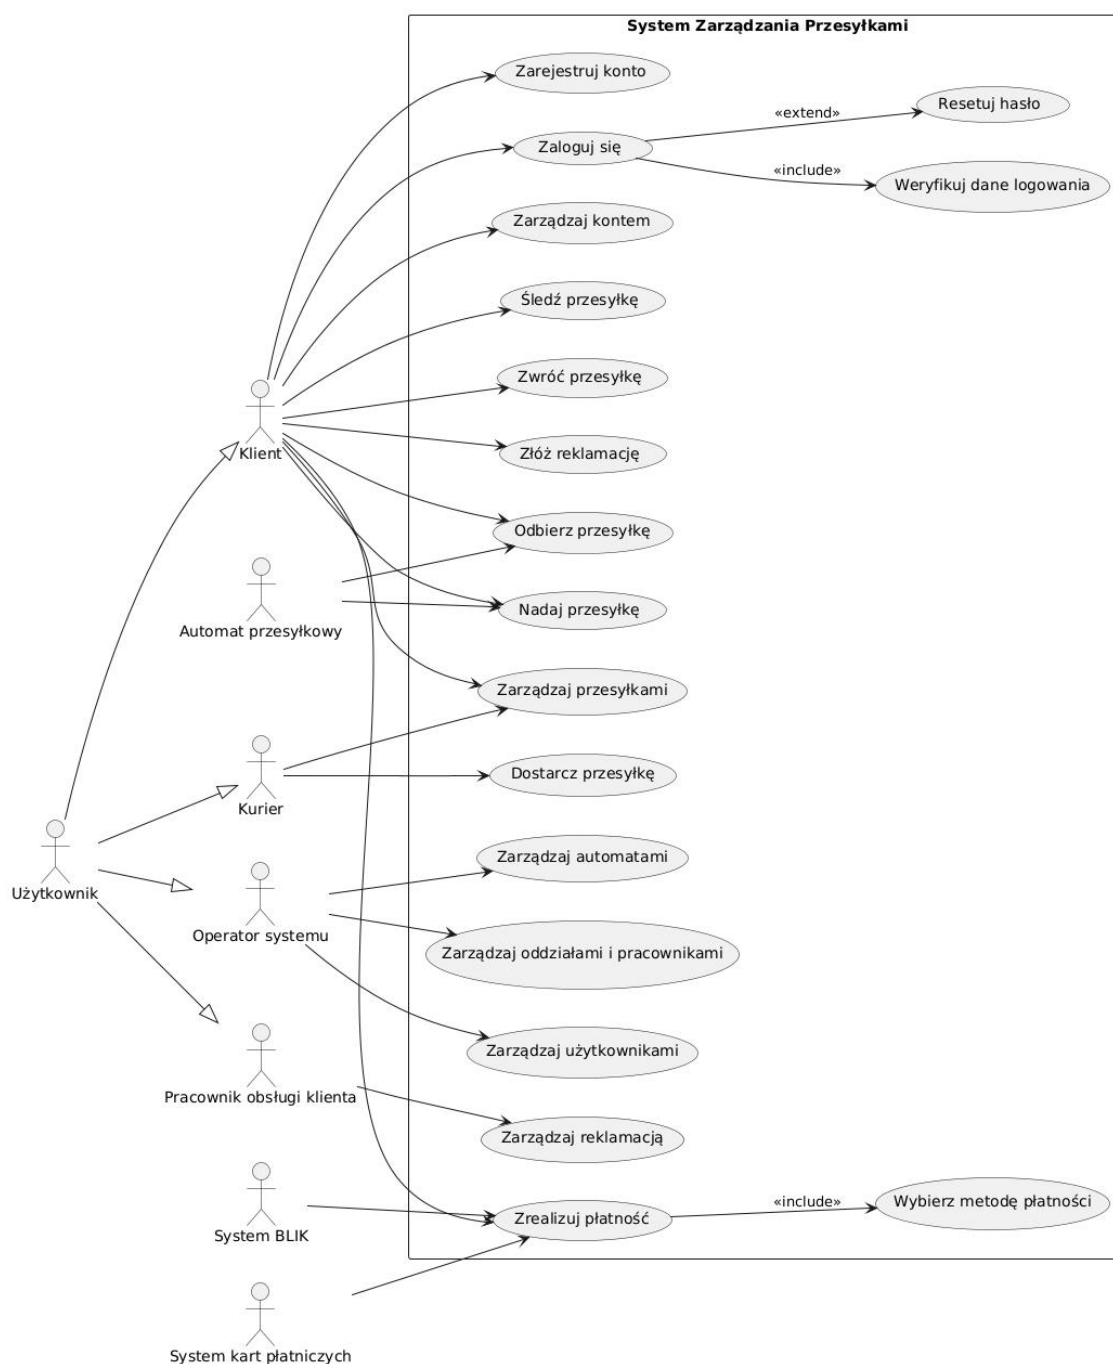 System Zarządzania Przesyłkami
Zarejestruj konto
Resetuj hasło
«extend»
Zaloguj się
«include»
Weryfikuj dane logowania
Zarządzaj kontem
Śledź przesyłkę
Zwróć przesyłkę
Klient
Złóż reklamację
Odbierz przesyłkę
Nadaj przesyłkę
Automat przesyłkowy
Zarządzaj przesyłkami
Dostarcz przesyłkę
Kurier
Zarządzaj automatami
Użytkownik
Operator systemu
Zarządzaj oddziałami i pracownikami
Zarządzaj użytkownikami
Pracownik obsługi klienta
Zarządzaj reklamacją
«include»
Wybierz metodę płatności
Zrealizuj płatność
System BLIK
System kart płatniczych